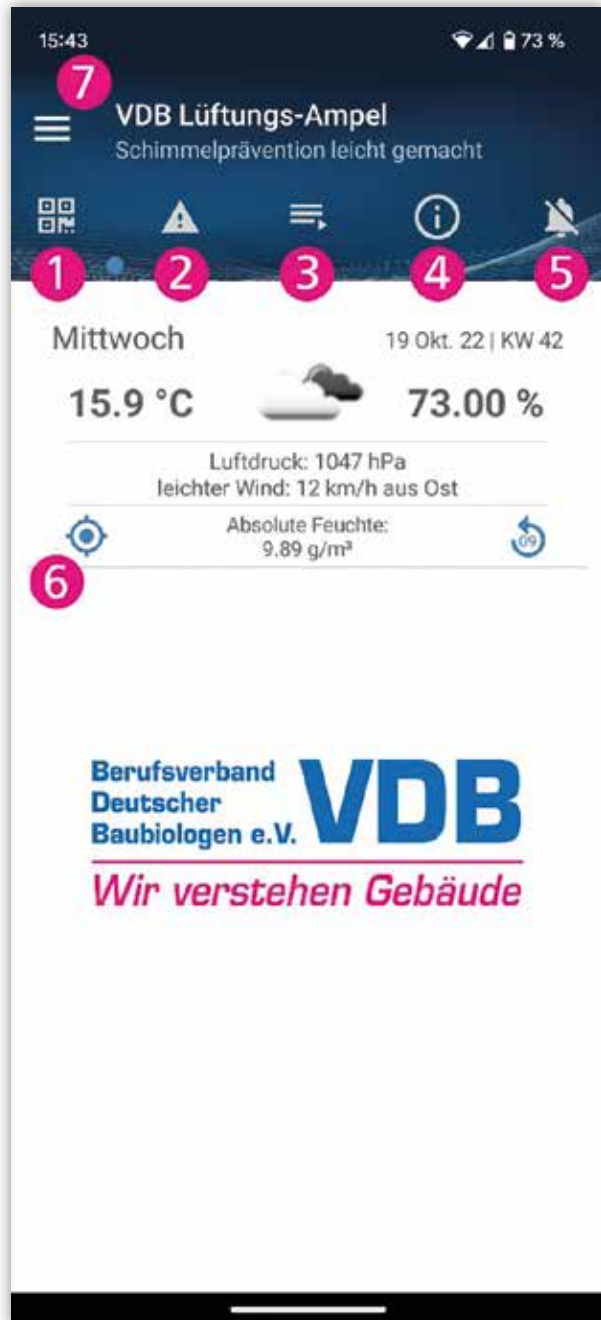 15:43 73 %
7
VDB Lüftungs-Ampel
Schimmelprävention leicht gemacht
1 2 3 4 5
Mittwoch 19 Okt. 22 | KW 42
15.9 °C 73.00 %
Luftdruck: 1047 hPa
leichter Wind: 12 km/h aus Ost
Absolute Feuchte:
9.89 g/m³
09
6
Berufsverband
Deutscher
Baubiologen e.V.
VDB
Wir verstehen Gebäude